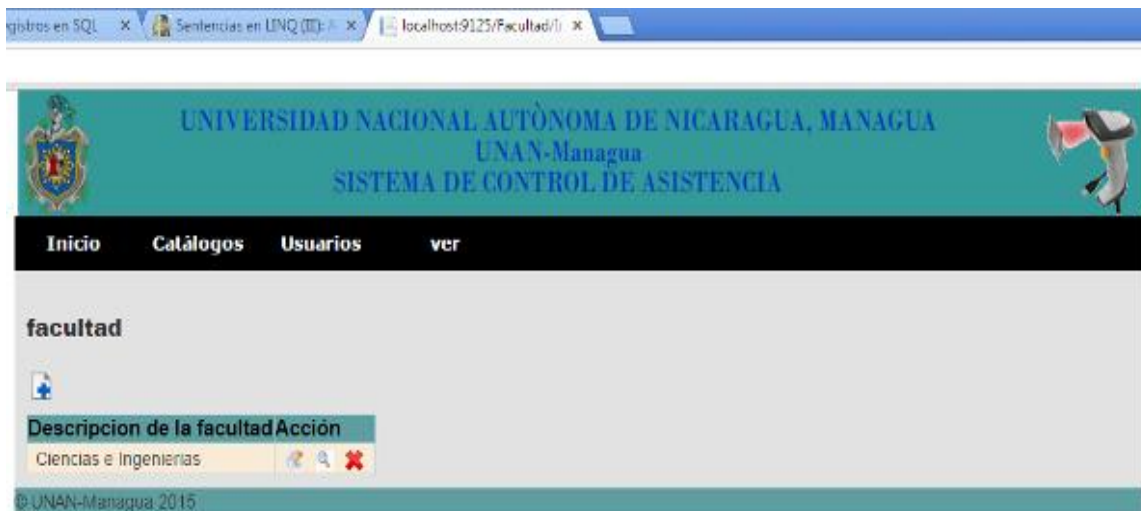 gistros en SQL
Sentencias en LINQ (III):
localhost:9125/Facultad/I
UNIVERSIDAD NACIONAL AUTÒNOMA DE NICARAGUA, MANAGUA
UNAN-Managua
SISTEMA DE CONTROL DE ASISTENCIA
Inicio Catálogos Usuarios ver
facultad
Descripcion de la facultad Acción
Ciencias e Ingenierias
© UNAN-Managua 2015